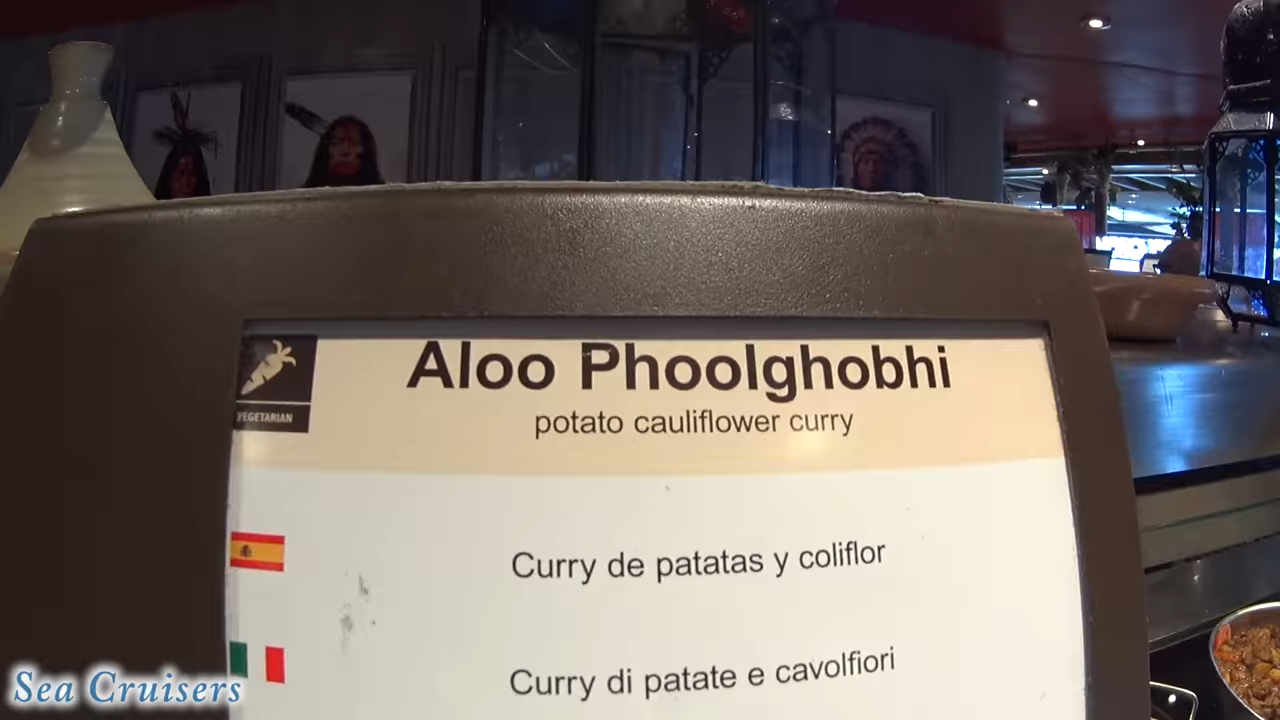 Aloo Phoolghobhi
VEGETARIAN
potato cauliflower curry
Curry de patatas y coliflor
Curry di patate e cavolfiori
Sea Cruisers